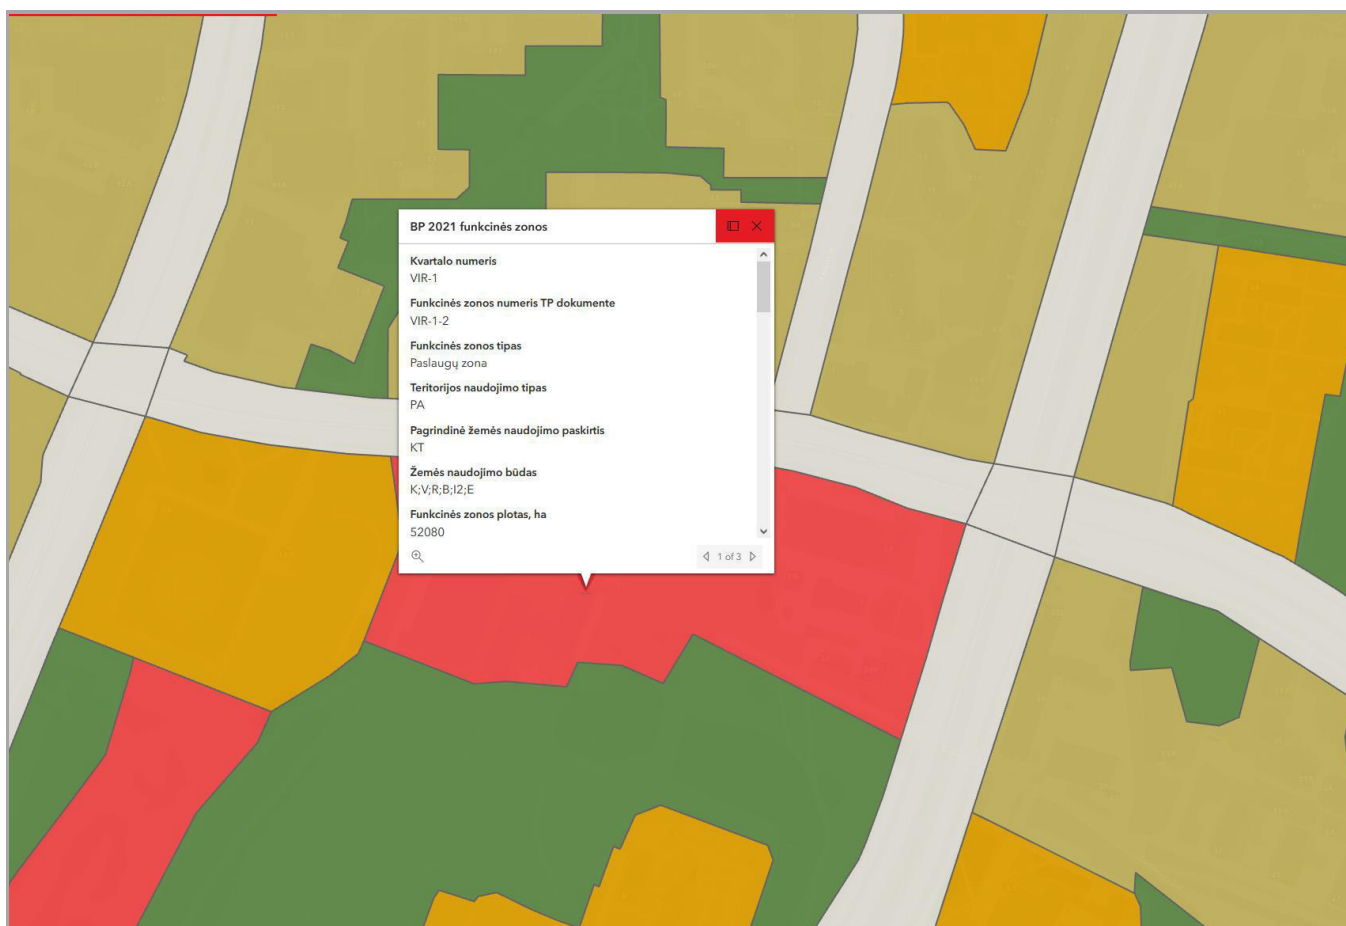 BP 2021 funkcinės zonos
Kvartalo numeris
VIR-1
Funkcinės zonos numeris TP dokumente
VIR-1-2
Funkcinės zonos tipas
Paslaugų zona
Teritorijos naudojimo tipas
PA
Pagrindinė žemės naudojimo paskirtis
KT
Žemės naudojimo būdas
K;V;R;B;I2;E
Funkcinės zonos plotas, ha
52080
1 of 3